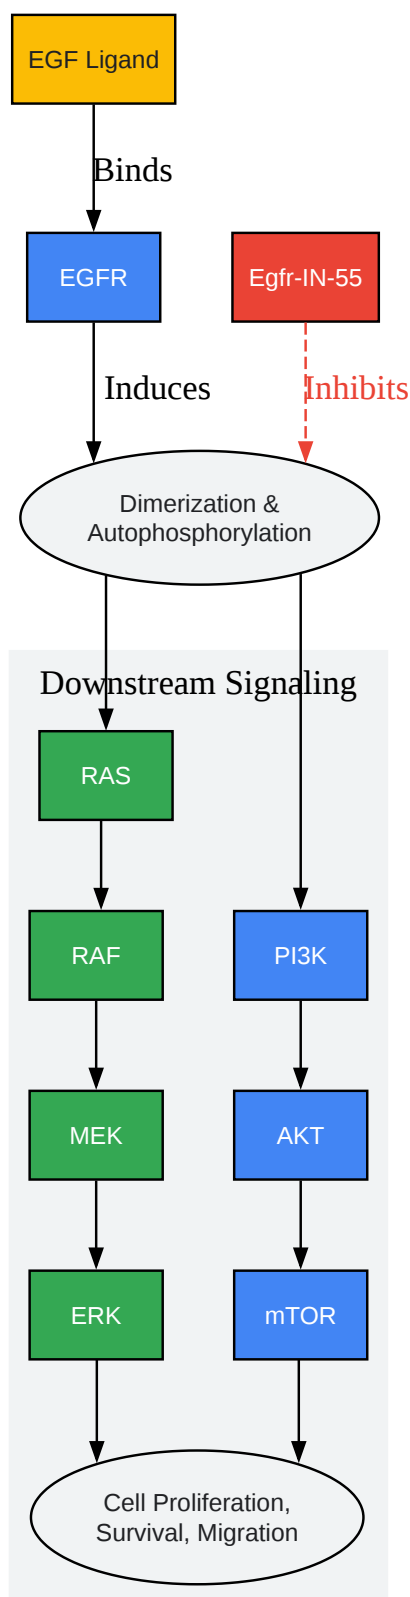 EGF Ligand
Binds
EGFR
Egfr-IN-55
Induces
Inhibits
Dimerization &
Autophosphorylation
Downstream Signaling
RAS
RAF
PI3K
MEK
AKT
ERK
mTOR
Cell Proliferation,
Survival, Migration